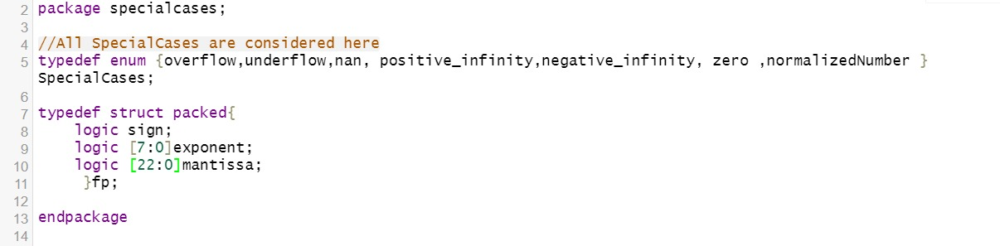 2 package specialcases;
3
4 //All SpecialCases are considered here
5 typedef enum {overflow,underflow,nan, positive_infinity,negative_infinity, zero ,normalizedNumber }
SpecialCases;
6
7 typedef struct packed{
8 logic sign;
9 logic [7:0]exponent;
10 logic [22:0]mantissa;
11 }fp;
12
13 endpackage
14